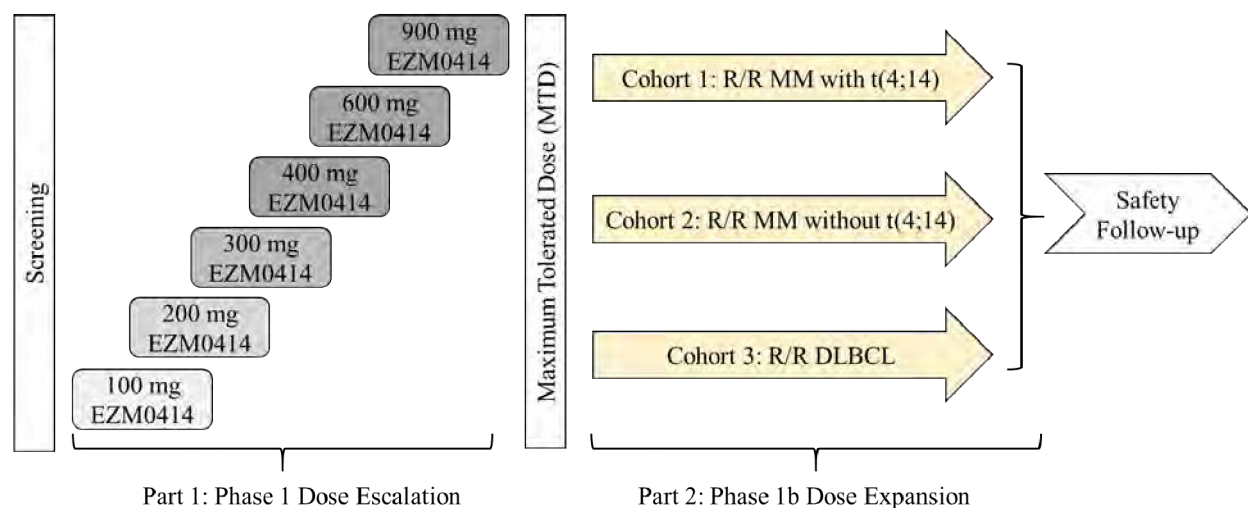 Screening
900 mg
EZM0414
600 mg
EZM0414
400 mg
EZM0414
300 mg
EZM0414
200 mg
EZM0414
100 mg
EZM0414
Part 1: Phase 1 Dose Escalation
Maximum Tolerated Dose (MTD)
Cohort 1: R/R MM with t(4;14)
Cohort 2: R/R MM without t(4;14)
Cohort 3: R/R DLBCL
Part 2: Phase 1b Dose Expansion
Safety
Follow-up